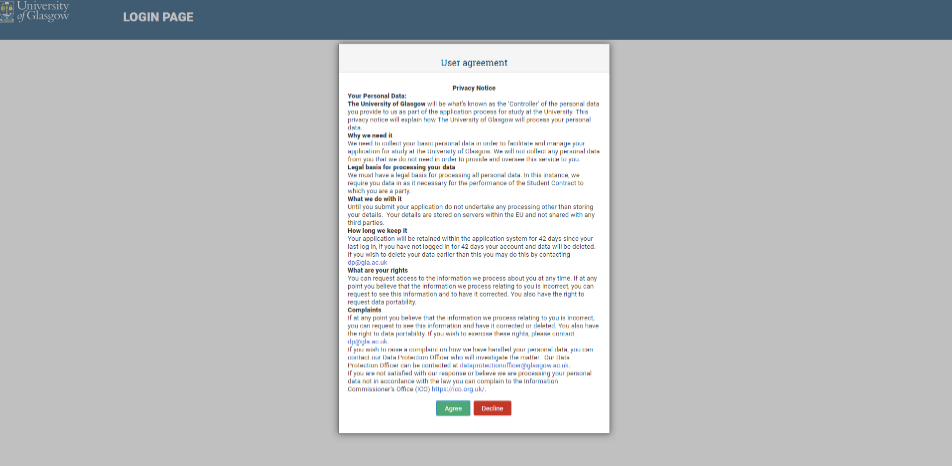 University
of Glasgow
LOGIN PAGE
User agreement
Privacy Notice
Your Personal Data:
The University of Glasgow will be what's known as the 'Controller' of the personal data
you provide to us as part of the application process for study at the University. This
privacy notice will explain how The University of Glasgow will process your personal
data.
Why we need it
We need to collect your basic personal data in order to facilitate and manage your
application for study at the University of Glasgow. We will not collect any personal data
from you that we do not need in order to provide and oversee this service to you.
Legal basis for processing your data
We must have a legal basis for processing all personal data. In this instance, we
require you data in as it necessary for the performance of the Student Contract to
which you are a party.
What we do with it
Until you submit your application do not undertake any processing other than storing
your details. Your details are stored on servers within the EU and not shared with any
third parties.
How long we keep it
Your application will be retained within the application system for 42 days since your
last log in, if you have not logged in for 42 days your account and data will be deleted.
If you wish to delete your data earlier than this you may do this by contacting
dp@gla.ac.uk
What are your rights
You can request access to the information we process about you at any time. If at any
point you believe that the information we process relating to you is incorrect, you can
request to see this information and to have it corrected. You also have the right to
request data portability.
Complaints
If at any point you believe that the information we process relating to you is incorrect,
you can request to see this information and have it corrected or deleted. You also have
the right to data portability. If you wish to exercise these rights, please contact
dp@gla.ac.uk.
If you wish to raise a complaint on how we have handled your personal data, you can
contact our Data Protection Officer who will investigate the matter. Our Data
Protection Officer can be contacted at dataprotectionofficer@glasgow.ac.uk.
If you are not satisfied with our response or believe we are processing your personal
data not in accordance with the law you can complain to the Information
Commissioner's Office (ICO) https://ico.org.uk/.
Agree
Decline